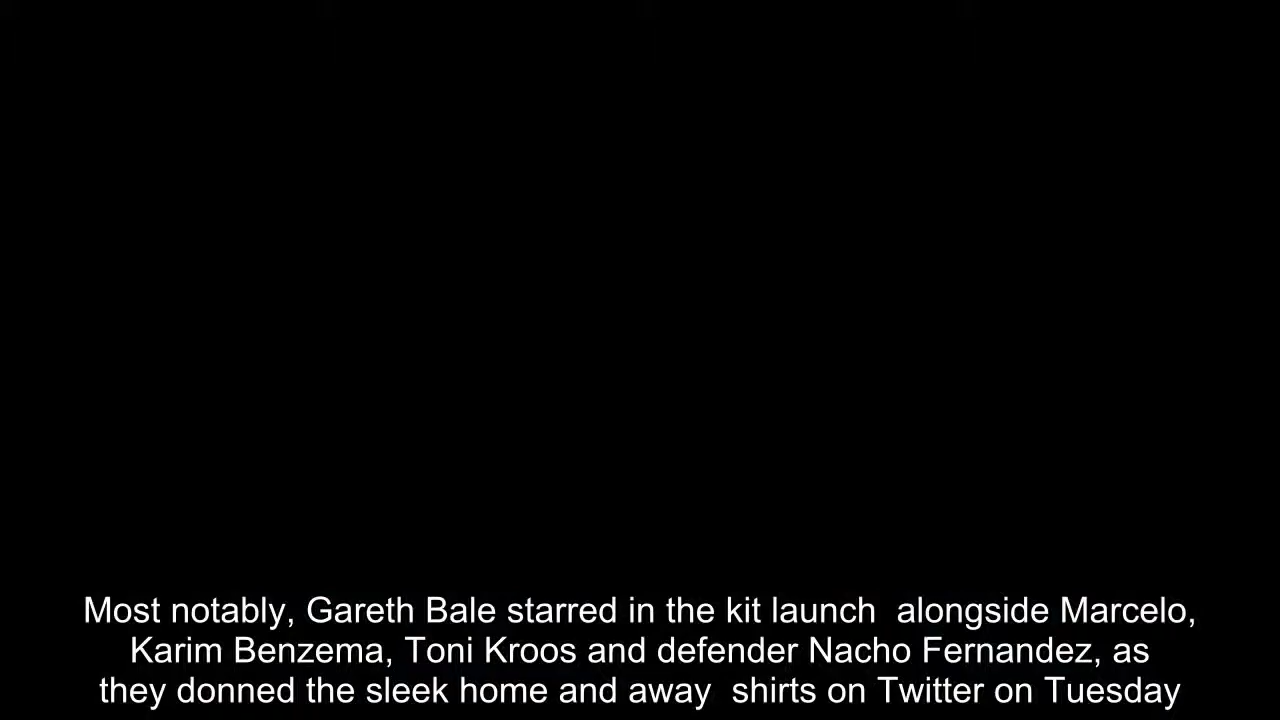 Most notably, Gareth Bale starred in the kit launch  alongside Marcelo,
Karim Benzema, Toni Kroos and defender Nacho Fernandez, as
they donned the sleek home and away  shirts on Twitter on Tuesday